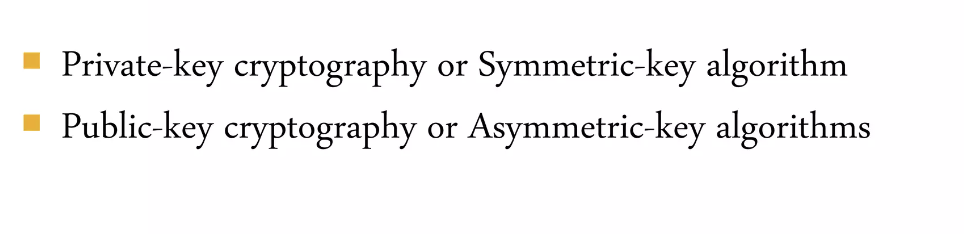 Private-key cryptography or Symmetric-key algorithm
Public-key cryptography or Asymmetric-key algorithms